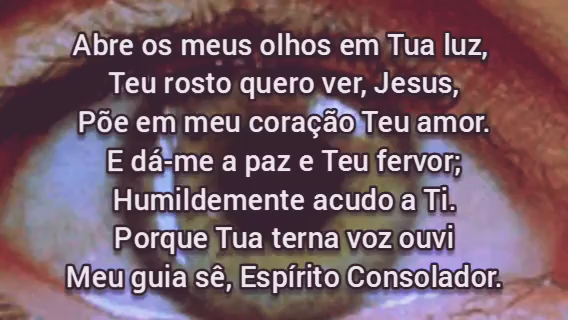 Abre os meus olhos em Tua luz,
Teu rosto quero ver, Jesus,
Põe em meu coração Teu amor.
E dá-me a paz e Teu fervor;
Humildemente acudo a Ti.
Porque Tua terna voz ouvi
Meu guia sê, Espírito Consolador.